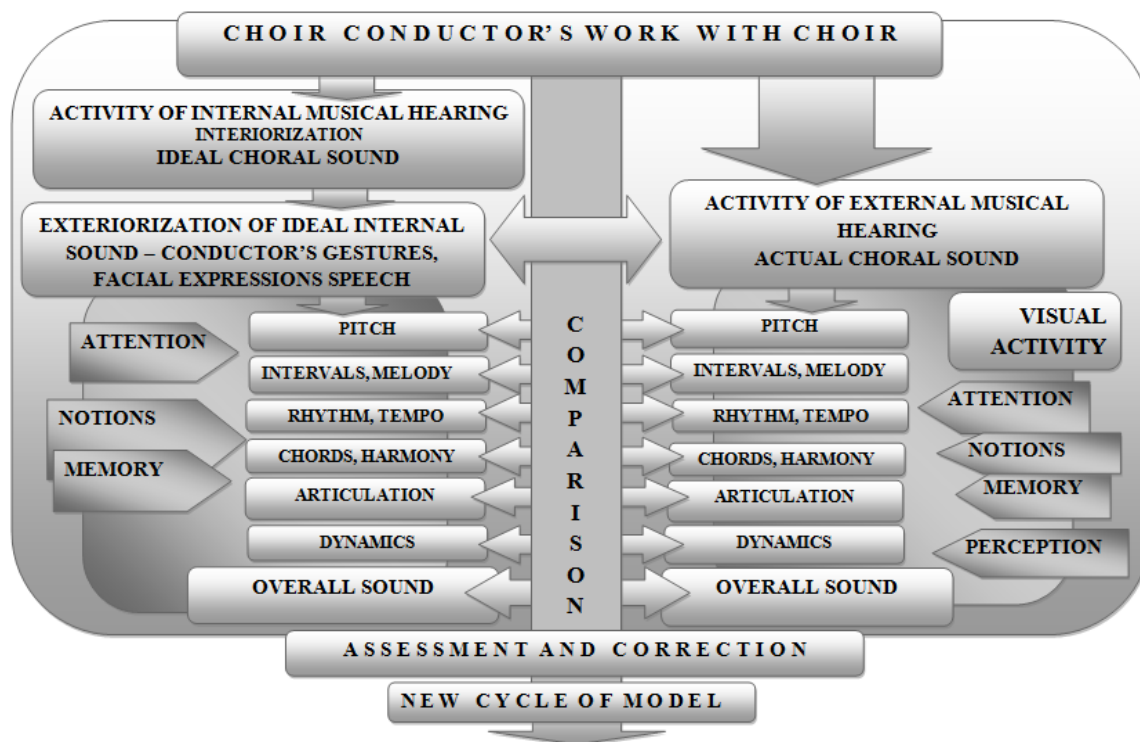 CHOIR CONDUCTOR'S WORK WITH CHOIR
ACTIVITY OF INTERNAL MUSICAL HEARING
INTERIORIZATION
IDEAL CHORAL SOUND
EXTERIORIZATION OF IDEAL INTERNAL
SOUND – CONDUCTOR'S GESTURES,
FACIAL EXPRESSIONS SPEECH
ATTENTION
NOTIONS
MEMORY
PITCH
INTERVALS, MELODY
RHYTHM, TEMPO
CHORDS, HARMONY
ARTICULATION
DYNAMICS
OVERALL SOUND
C
O
M
P
A
R
I
S
O
N
ACTIVITY OF EXTERNAL MUSICAL
HEARING
ACTUAL CHORAL SOUND
PITCH
INTERVALS, MELODY
RHYTHM, TEMPO
CHORDS, HARMONY
ARTICULATION
DYNAMICS
OVERALL SOUND
VISUAL
ACTIVITY
ATTENTION
NOTIONS
MEMORY
PERCEPTION
ASSESSMENT AND CORRECTION
NEW CYCLE OF MODEL